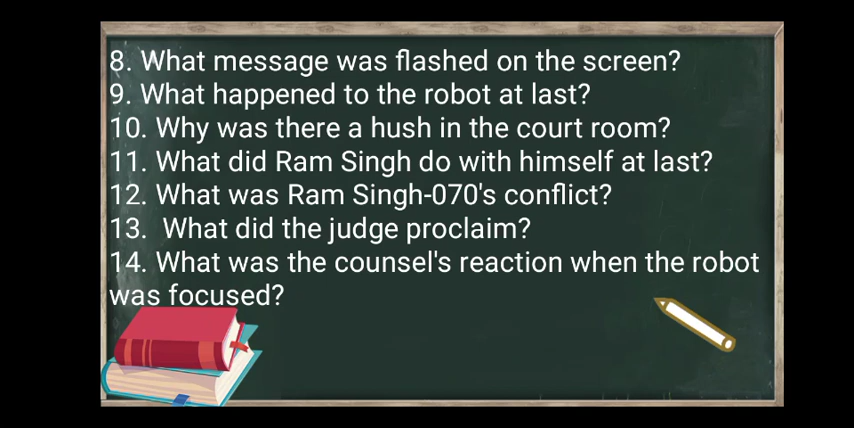 8. What message was flashed on the screen?
9. What happened to the robot at last?
10. Why was there a hush in the court room?
11. What did Ram Singh do with himself at last?
12. What was Ram Singh-070's conflict?
13.  What did the judge proclaim?
14. What was the counsel's reaction when the robot
was focused?